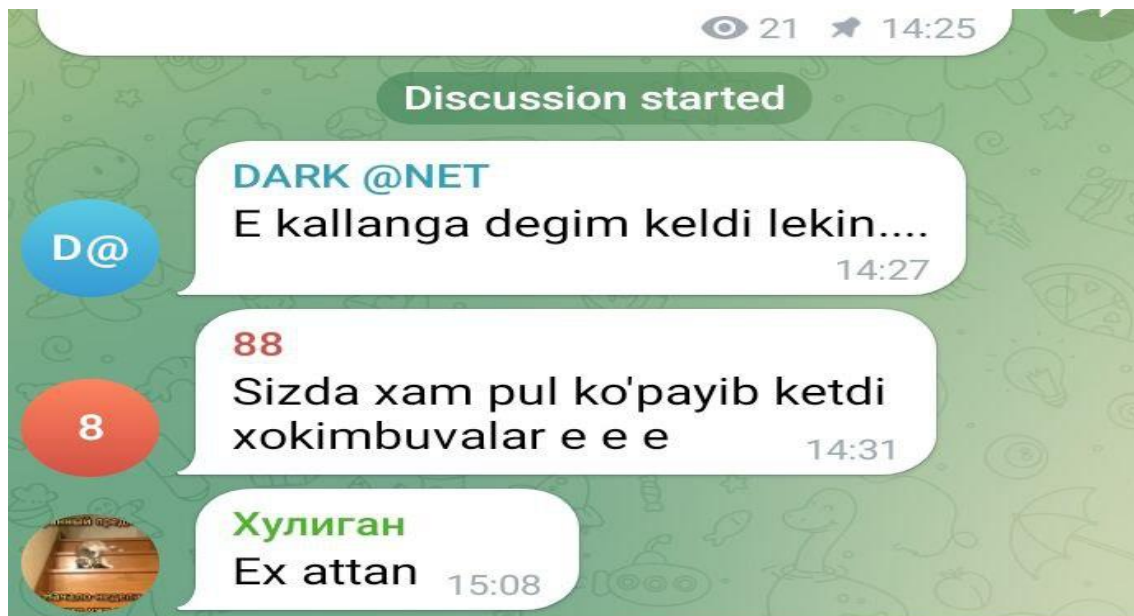 21 14:25
Discussion started
DARK @NET
E kallanga degim keldi lekin....
14:27
D@
88
Sizda xam pul ko'payib ketdi
xokimbuvalar e e e 14:31
8
Хулиган
Ex attan 15:08